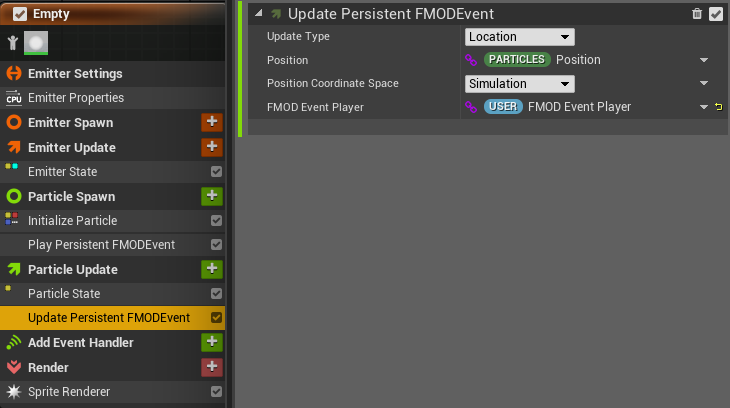 Empty
Emitter Settings
CPU Emitter Properties
Emitter Spawn
Emitter Update
Emitter State
Particle Spawn
Initialize Particle
Play Persistent FMODEvent
Particle Update
Particle State
Update Persistent FMODEvent
Add Event Handler
Render
Sprite Renderer
Update Persistent FMODEvent
Update Type Location
Position PARTICLES Position
Position Coordinate Space Simulation
FMOD Event Player USER FMOD Event Player